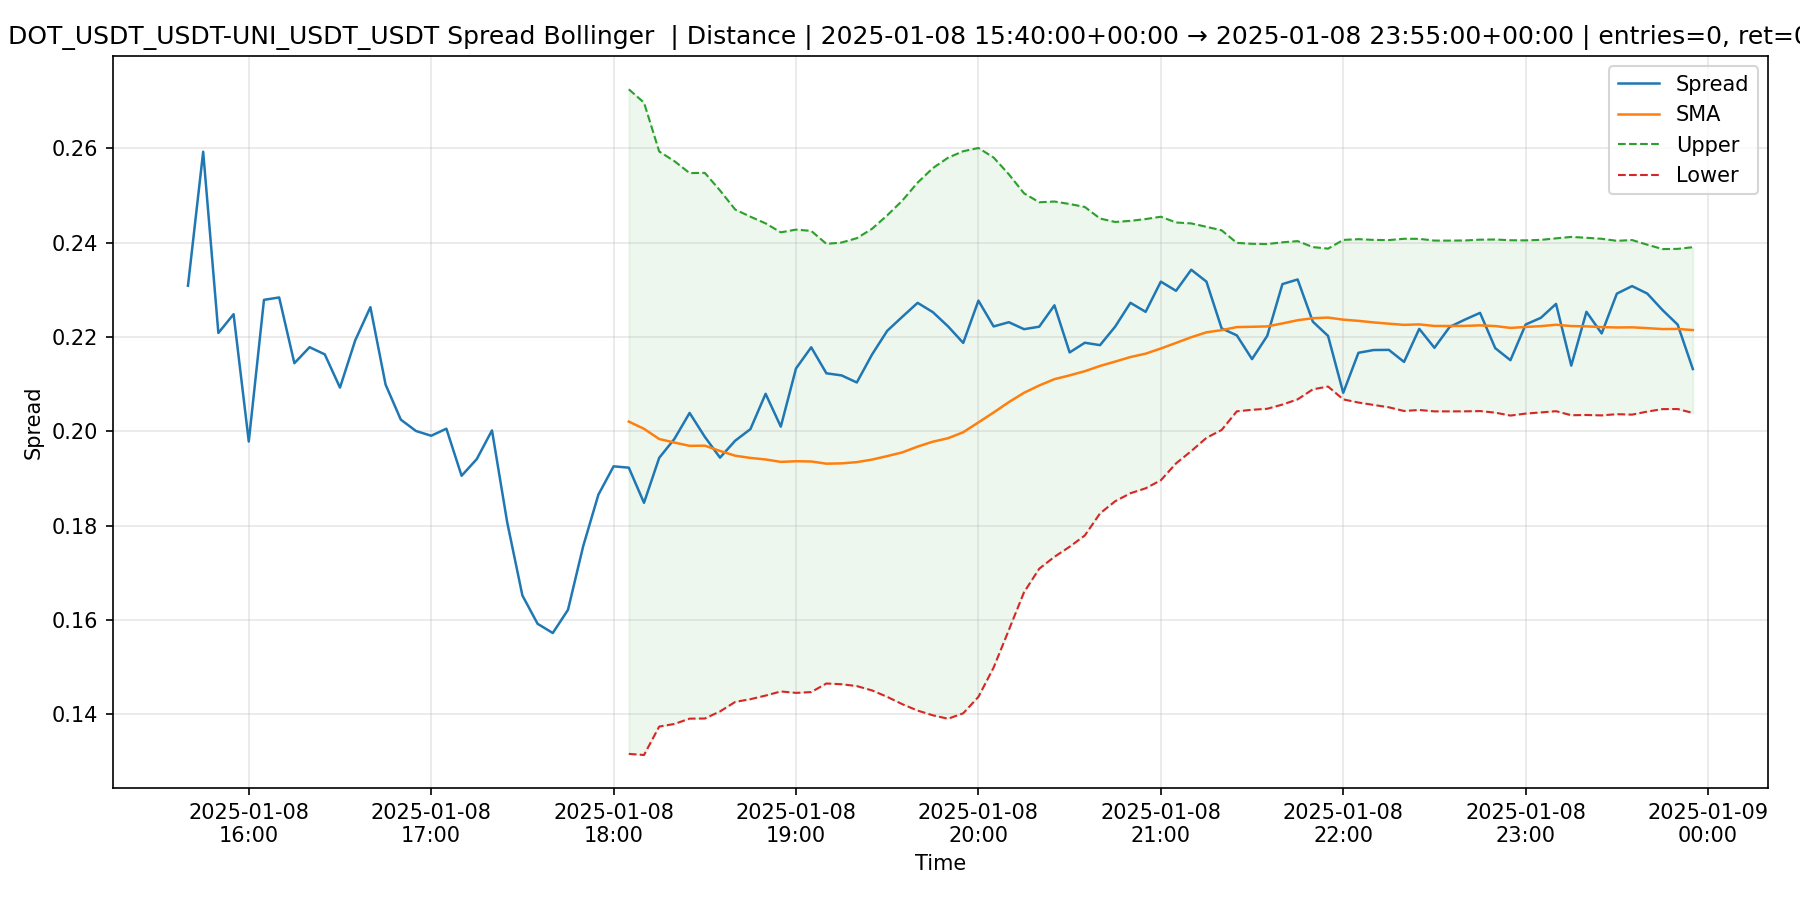 DOT_USDT_USDT-UNI_USDT_USDT Spread Bollinger | Distance | 2025-01-08 15:40:00+00:00 → 2025-01-08 23:55:00+00:00 | entries=0, ret=0
Spread
SMA
Upper
Lower
0.26
0.24
0.22
0.20
0.18
0.16
0.14
Spread
2025-01-08 2025-01-08 2025-01-08 2025-01-08 2025-01-08 2025-01-08 2025-01-08 2025-01-08 2025-01-09
16:00 17:00 18:00 19:00 20:00 21:00 22:00 23:00 00:00
Time